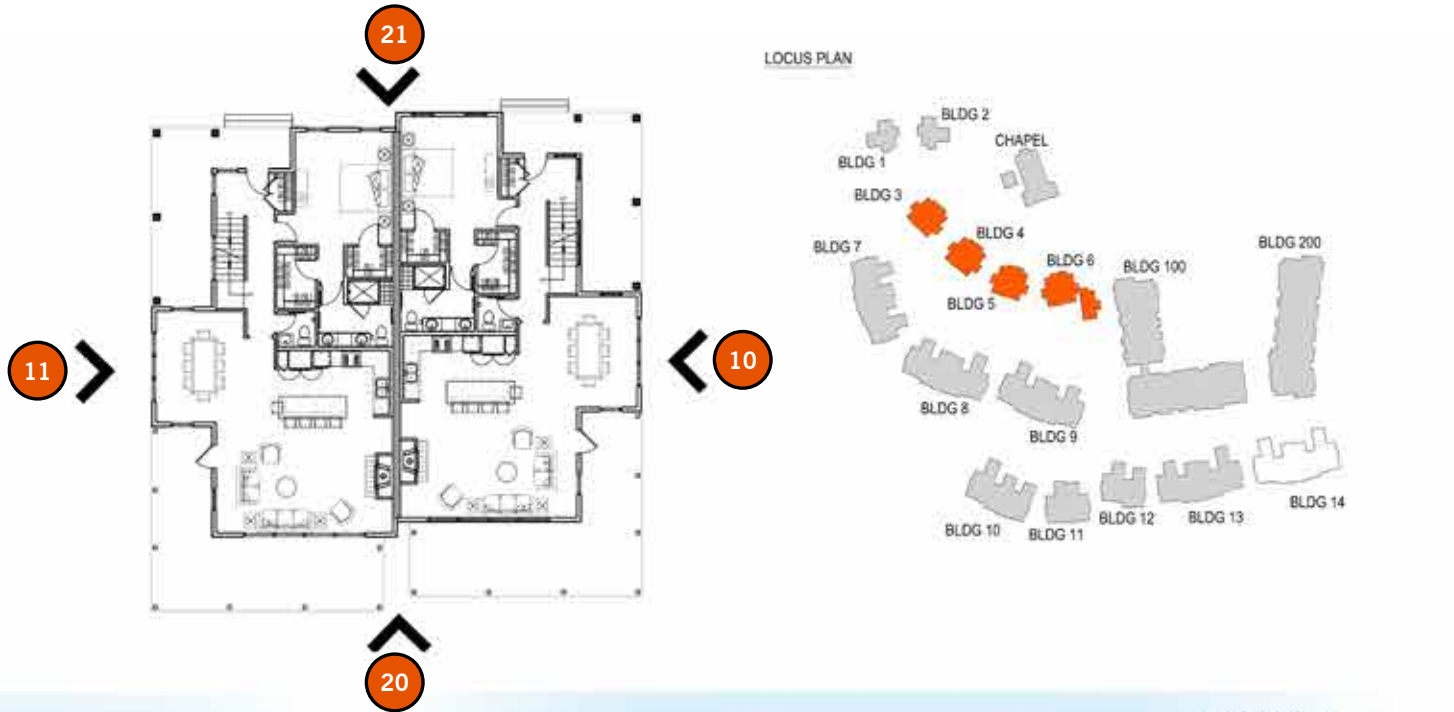 21
11
10
20
LOCUS PLAN
BLDG 2
BLDG 1
CHAPEL
BLDG 3
BLDG 4
BLDG 7
BLDG 6
BLDG 200
BLDG 100
BLDG 5
BLDG 8
BLDG 9
BLDG 14
BLDG 12
BLDG 13
BLDG 10
BLDG 11